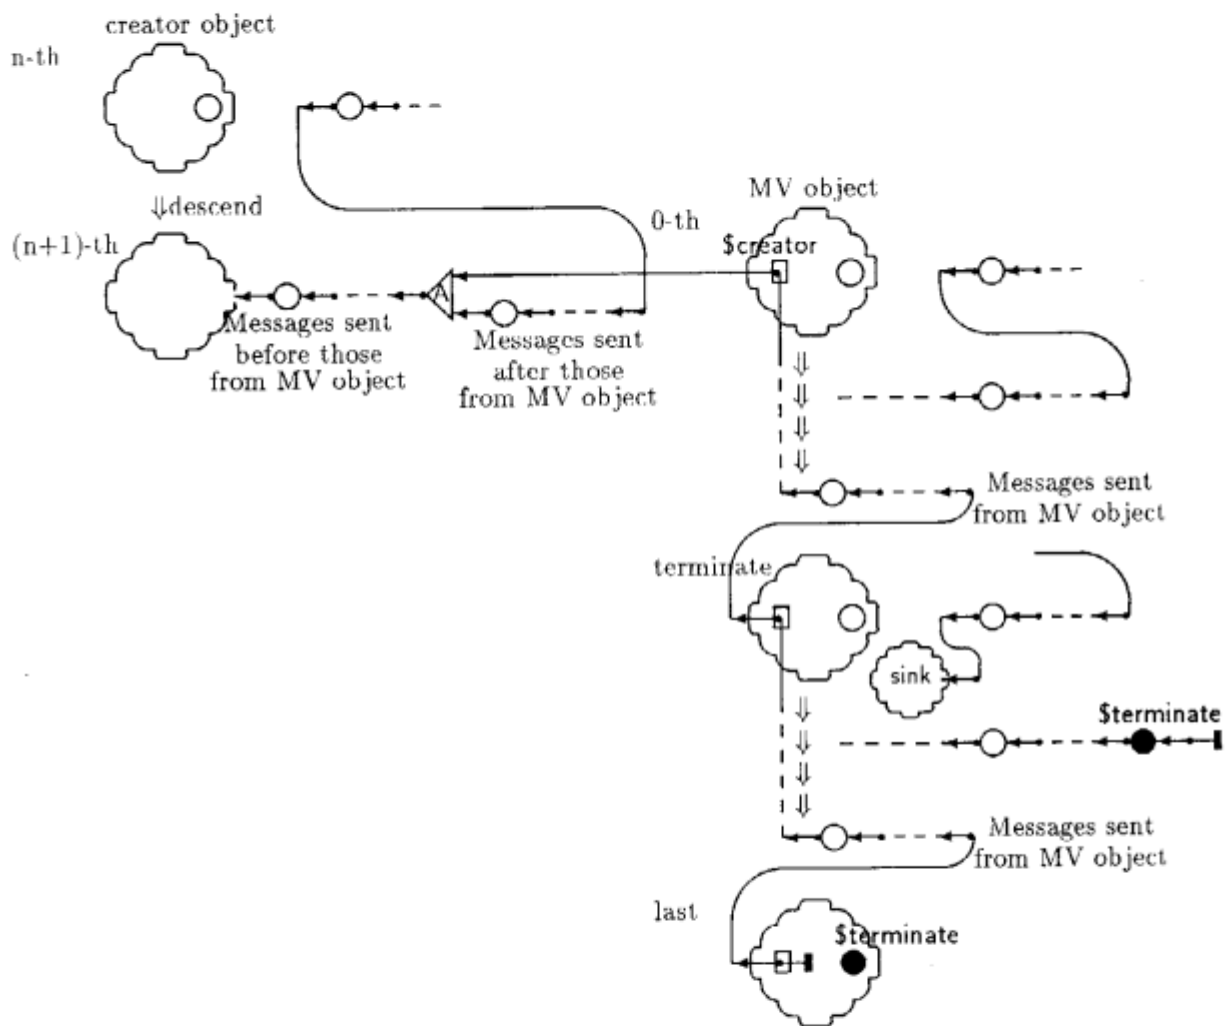 creator object
n-th
⇓descend
(n+1)-th
0-th
MV object
$creator
A
Messages sent
before those
from MV object
Messages sent
after those
from MV object
Messages sent
from MV object
terminate
sink
$terminate
Messages sent
from MV object
last
$terminate